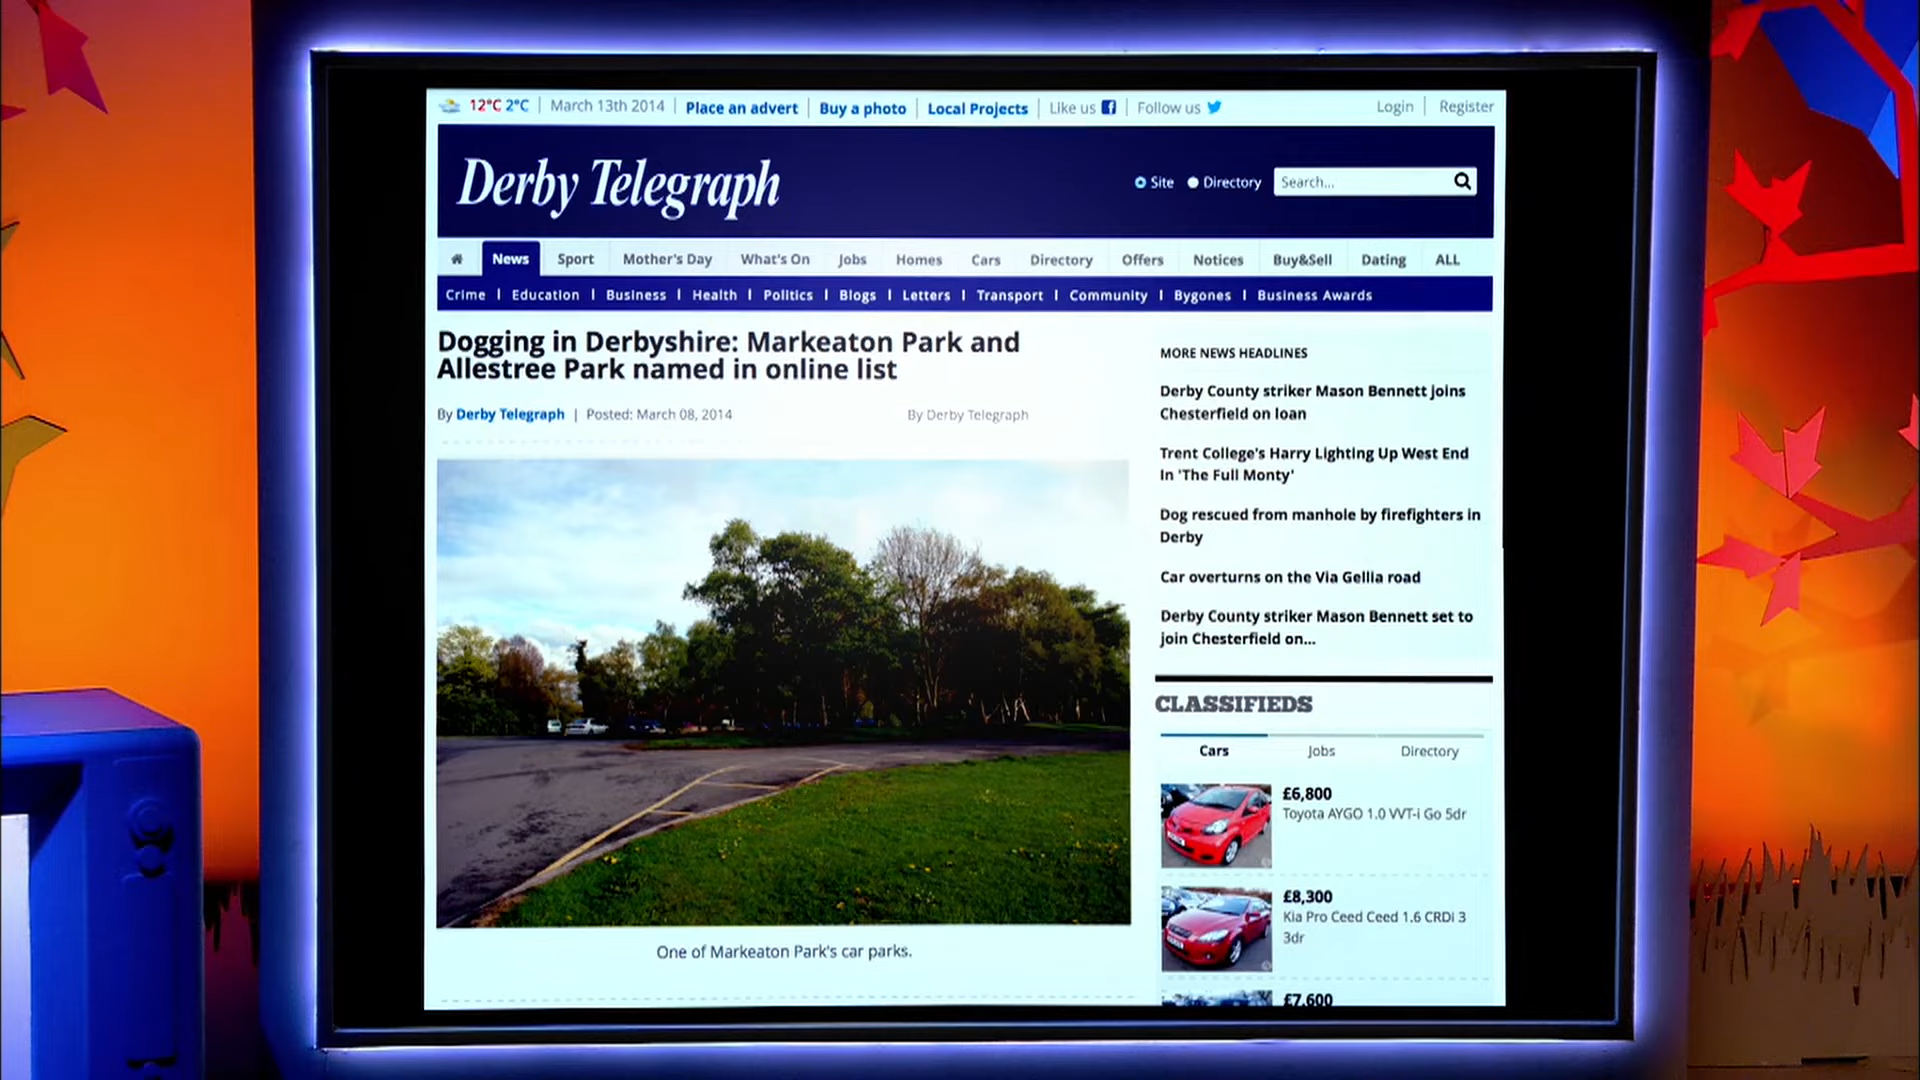 12°C 2°C | March 13th 2014 | Place an advert | Buy a photo | Local Projects | Like us | Follow us
Login | Register
Derby Telegraph
Site Directory Search...
News Sport Mother's Day What's On Jobs Homes Cars Directory Offers Notices Buy&Sell Dating ALL
Crime | Education | Business | Health | Politics | Blogs | Letters | Transport | Community | Bygones | Business Awards
Dogging in Derbyshire: Markeaton Park and
Allestree Park named in online list
By Derby Telegraph | Posted: March 08, 2014
By Derby Telegraph
One of Markeaton Park's car parks.
MORE NEWS HEADLINES
Derby County striker Mason Bennett joins
Chesterfield on loan
Trent College's Harry Lighting Up West End
In 'The Full Monty'
Dog rescued from manhole by firefighters in
Derby
Car overturns on the Via Gellia road
Derby County striker Mason Bennett set to
join Chesterfield on...
CLASSIFIEDS
Cars Jobs Directory
£6,800
Toyota AYGO 1.0 VVT-i Go 5dr
£8,300
Kia Pro Ceed Ceed 1.6 CRDi 3
3dr
£7,600